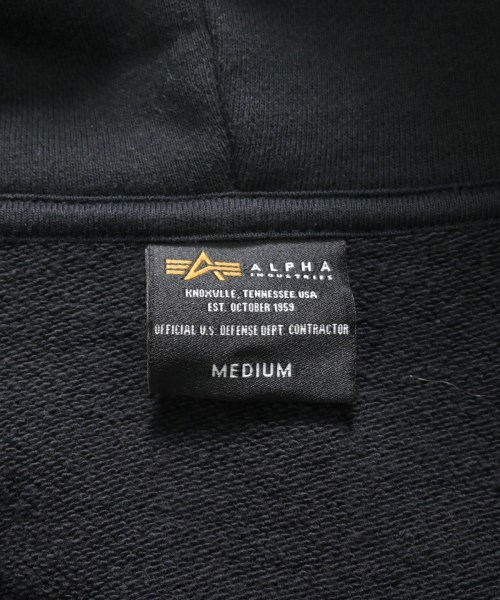 ALPHA
INDUSTRIES
KNOXVILLE, TENNESSEE USA
EST. OCTOBER 1959
OFFICIAL U.S. DEFENSE DEPT. CONTRACTOR
MEDIUM